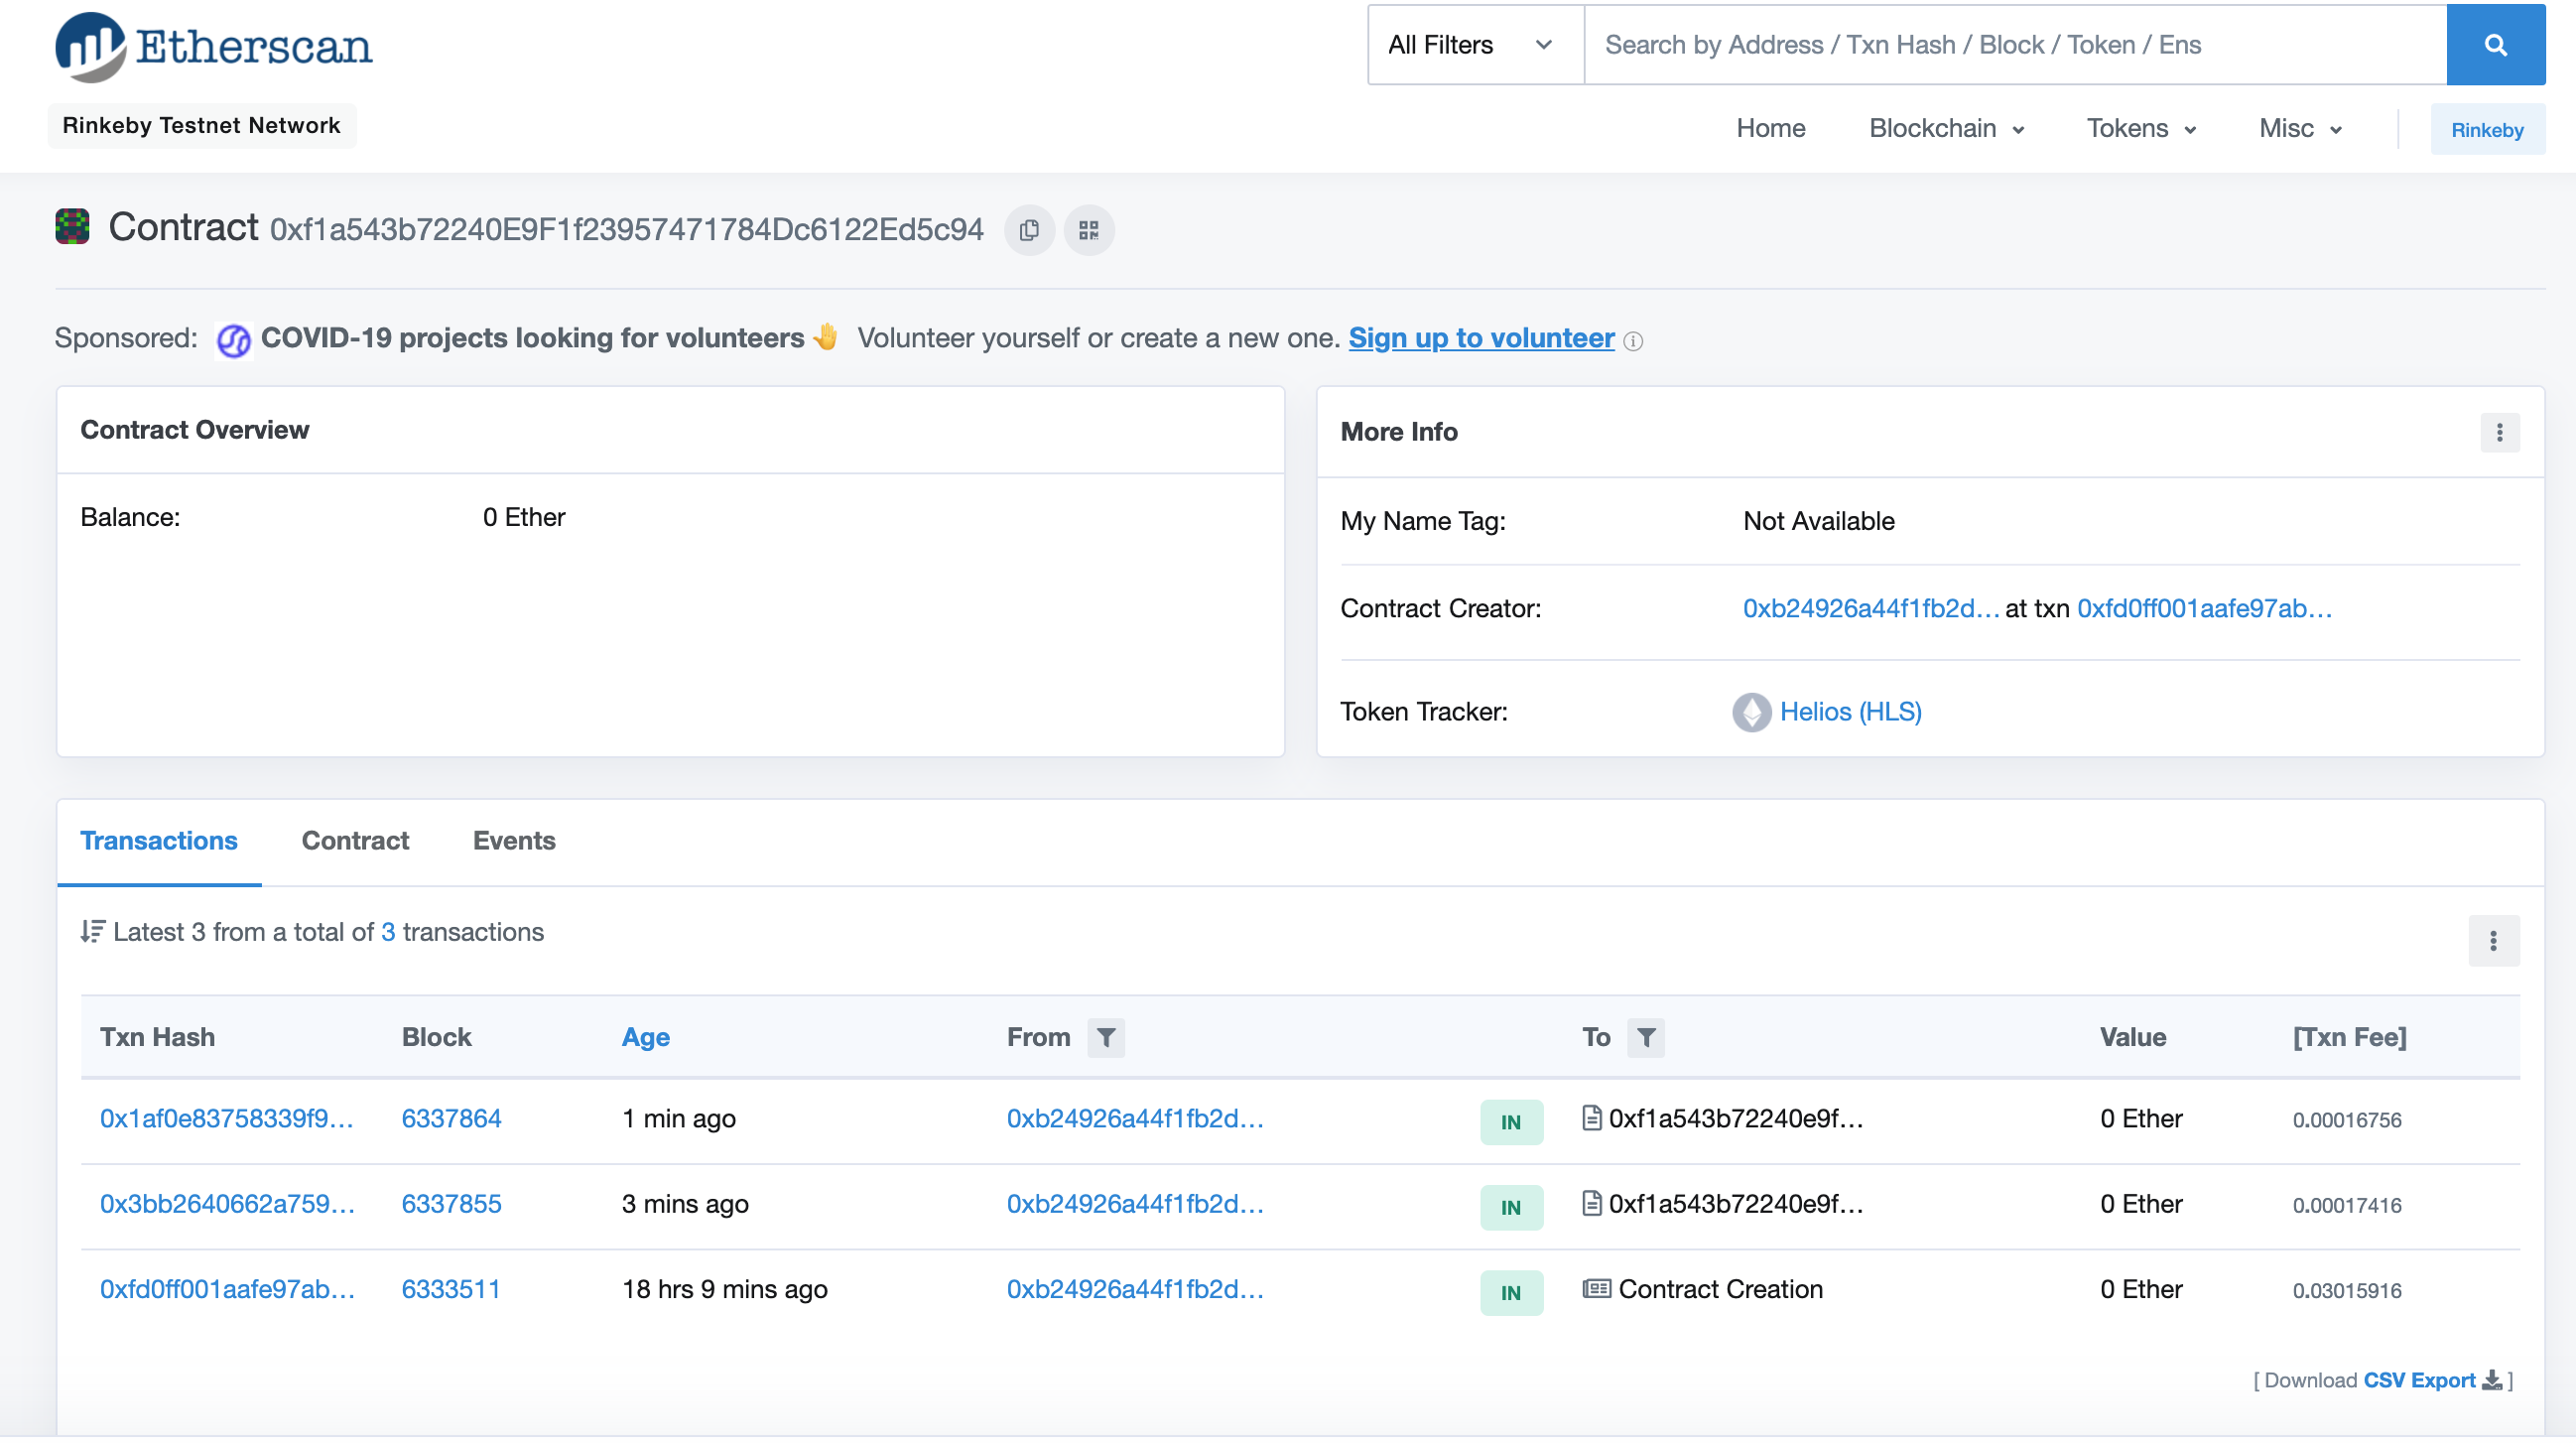 Etherscan
All Filters Search by Address / Txn Hash / Block / Token / Ens
Rinkeby Testnet Network
Home Blockchain Tokens Misc Rinkeby
Contract 0xf1a543b72240E9F1f23957471784Dc6122Ed5c94
Sponsored: COVID-19 projects looking for volunteers🤚 Volunteer yourself or create a new one. Sign up to volunteer
Contract Overview
Balance: 0 Ether
More Info
My Name Tag: Not Available
Contract Creator: 0xb24926a44f1fb2d... at txn 0xfd0ff001aafe97ab...
Token Tracker: Helios (HLS)
Transactions Contract Events
Latest 3 from a total of 3 transactions
Txn Hash Block Age From To Value [Txn Fee]
0x1af0e83758339f9... 6337864 1 min ago 0xb24926a44f1fb2d... IN 0xf1a543b72240e9f... 0 Ether 0.00016756
0x3bb2640662a759... 6337855 3 mins ago 0xb24926a44f1fb2d... IN 0xf1a543b72240e9f... 0 Ether 0.00017416
0xfd0ff001aafe97ab... 6333511 18 hrs 9 mins ago 0xb24926a44f1fb2d... IN Contract Creation 0 Ether 0.03015916
[ Download CSV Export ]